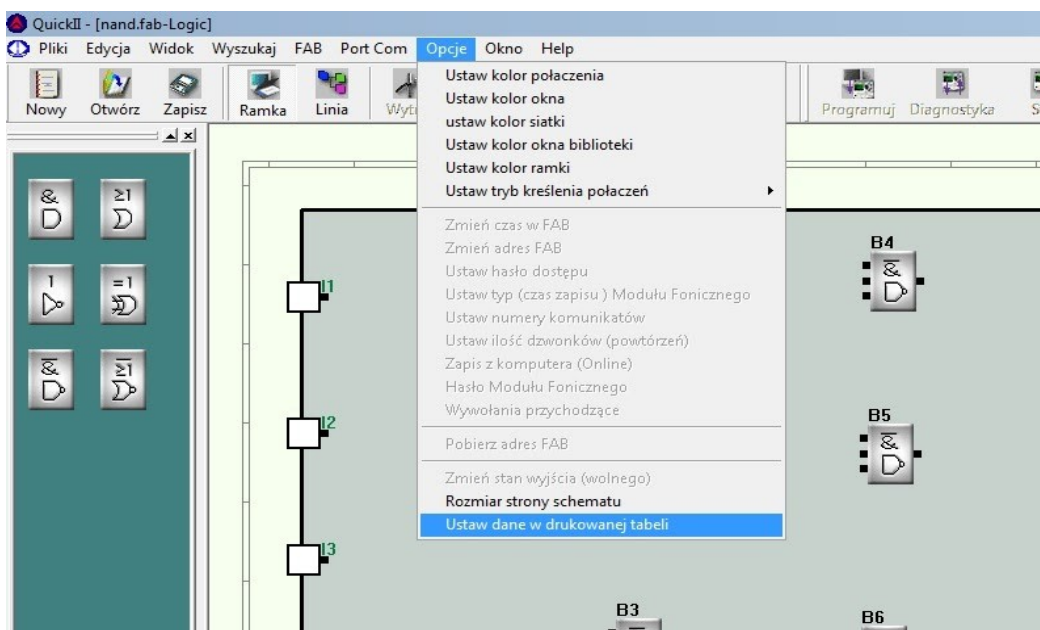 QuickII - [nand.fab-Logic]
Pliki Edycja Widok Wyszukaj FAB Port Com Opcje Okno Help
Nowy Otwórz Zapisz Ramka Linia Programuj Diagnostyka
Ustaw kolor połaczenia
Ustaw kolor okna
ustaw kolor siatki
Ustaw kolor okna biblioteki
Ustaw kolor ramki
Ustaw tryb kreślenia połaczeń
Zmień czas w FAB
Zmień adres FAB
Ustaw hasło dostępu
Ustaw typ (czas zapisu ) Modułu Fonicznego
Ustaw numery komunikatów
Ustaw ilość dzwonków (powtórzeń)
Zapis z komputera (Online)
Hasło Modułu Fonicznego
Wywołania przychodzące
Pobierz adres FAB
Zmień stan wyjścia (wolnego)
Rozmiar strony schematu
Ustaw dane w drukowanej tabeli
& ≥1
1 =1
& ≥1
I1
I2
I3
B4
&
B5
&
B3
B6